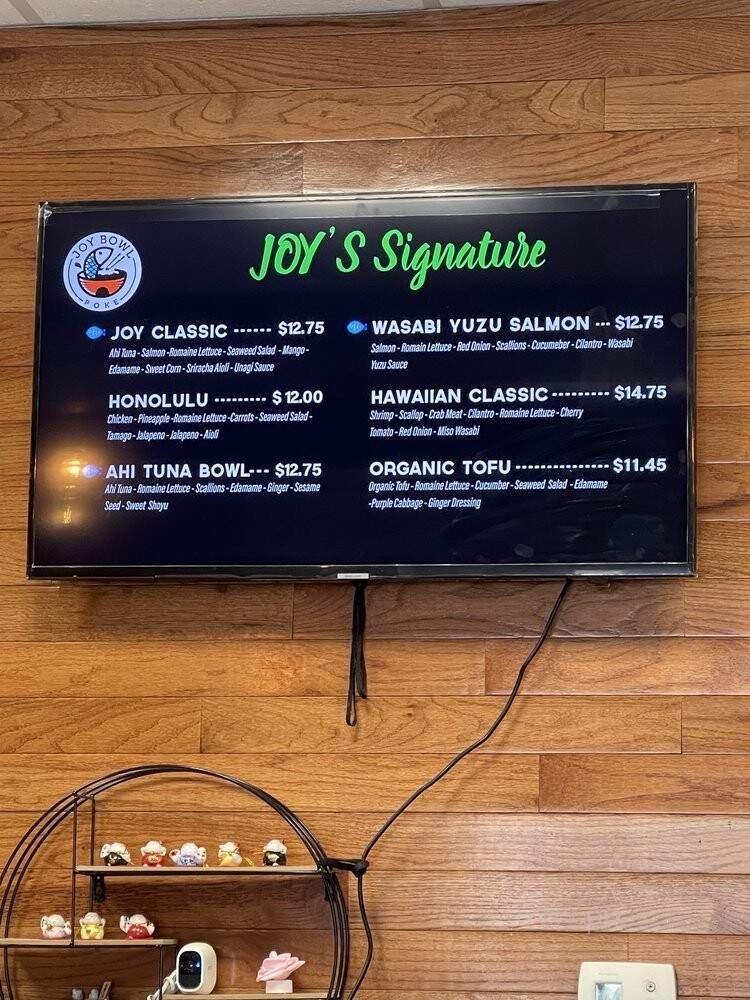 JOY BOWL
POKE
JOY'S Signature
JOY CLASSIC ------ $12.75
Ahi Tuna - Salmon -Romaine Lettuce - Seaweed Salad - Mango -
Edamame - Sweet Corn - Sriracha Aioli - Unagi Sauce
HONOLULU --------- $ 12.00
Chicken - Pineapple -Romaine Lettuce -Carrots - Seaweed Salad -
Tamago - Jalapeno - Jalapeno - Aioli
AHI TUNA BOWL--- $12.75
Ahi Tuna - Romaine Lettuce - Scallions - Edamame - Ginger - Sesame
Seed - Sweet Shoyu
WASABI YUZU SALMON --- $12.75
Salmon - Romain Lettuce - Red Onion - Scallions - Cucumeber - Cilantro - Wasabi
Yuzu Sauce
HAWAIIAN CLASSIC --------- $14.75
Shrimp - Scallop - Crab Meat - Cilantro - Romaine Lettuce - Cherry
Tomato - Red Onion - Miso Wasabi
ORGANIC TOFU --------------- $11.45
Organic Tofu - Romaine Lettuce - Cucumber - Seaweed Salad - Edamame
-Purple Cabbage - Ginger Dressing